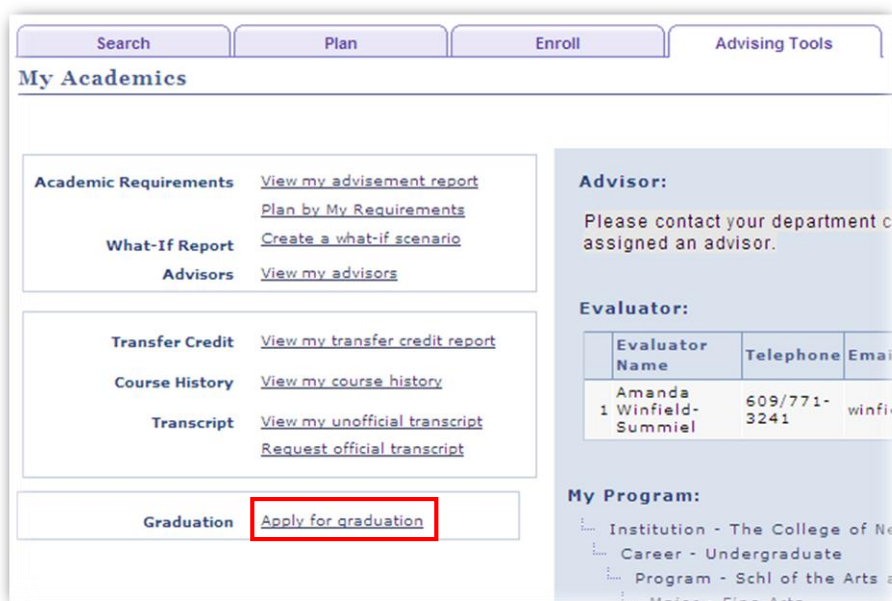 Search Plan Enroll Advising Tools
My Academics
Academic Requirements View my advisement report
Plan by My Requirements
What-If Report Create a what-if scenario
Advisors View my advisors
Transfer Credit View my transfer credit report
Course History View my course history
Transcript View my unofficial transcript
Request official transcript
Graduation Apply for graduation
Advisor:
Please contact your department c
assigned an advisor.
Evaluator:
Evaluator Name Telephone Emai
1 Amanda Winfield-Summiel 609/771-3241 winfi
My Program:
Institution - The College of Ne
Career - Undergraduate
Program - Schl of the Arts a
Major - Fine Arts